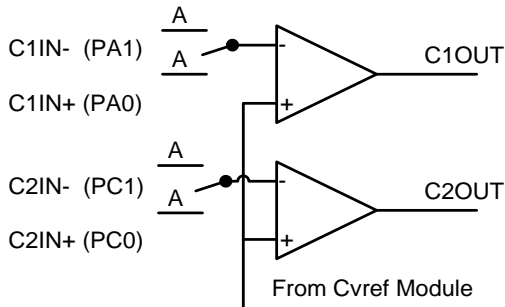 A
C1IN- (PA1)
A
-
C1OUT
C1IN+ (PA0)
+
A
C2IN- (PC1)
A
-
C2OUT
C2IN+ (PC0)
+
From Cvref Module